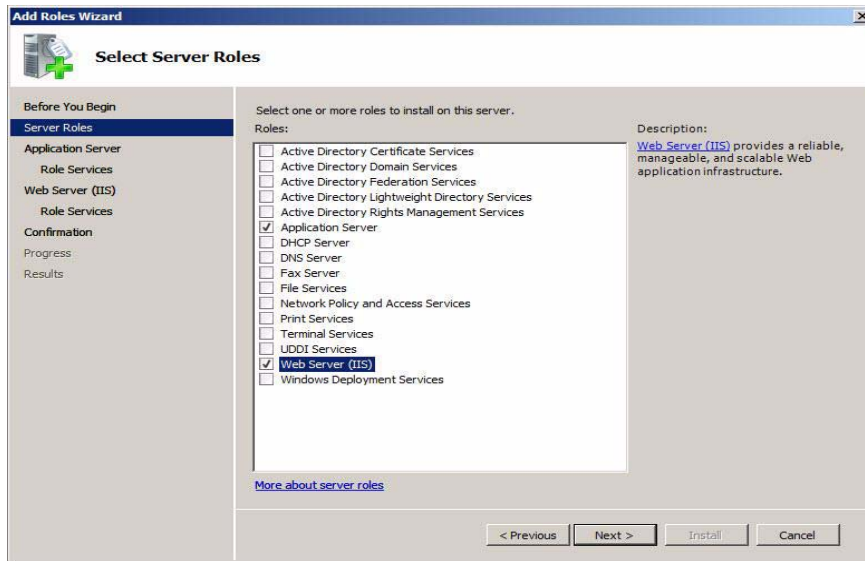 Add Roles Wizard
Select Server Roles
Before You Begin
Server Roles
Application Server
Role Services
Web Server (IIS)
Role Services
Confirmation
Progress
Results
Select one or more roles to install on this server.
Roles:
Active Directory Certificate Services
Active Directory Domain Services
Active Directory Federation Services
Active Directory Lightweight Directory Services
Active Directory Rights Management Services
Application Server
DHCP Server
DNS Server
Fax Server
File Services
Network Policy and Access Services
Print Services
Terminal Services
UDDI Services
Web Server (IIS)
Windows Deployment Services
More about server roles
Description:
Web Server (IIS) provides a reliable,
manageable, and scalable Web
application infrastructure.
< Previous
Next >
Install
Cancel